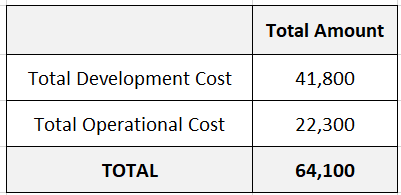 Total Amount
Total Development Cost 41,800
Total Operational Cost 22,300
TOTAL 64,100